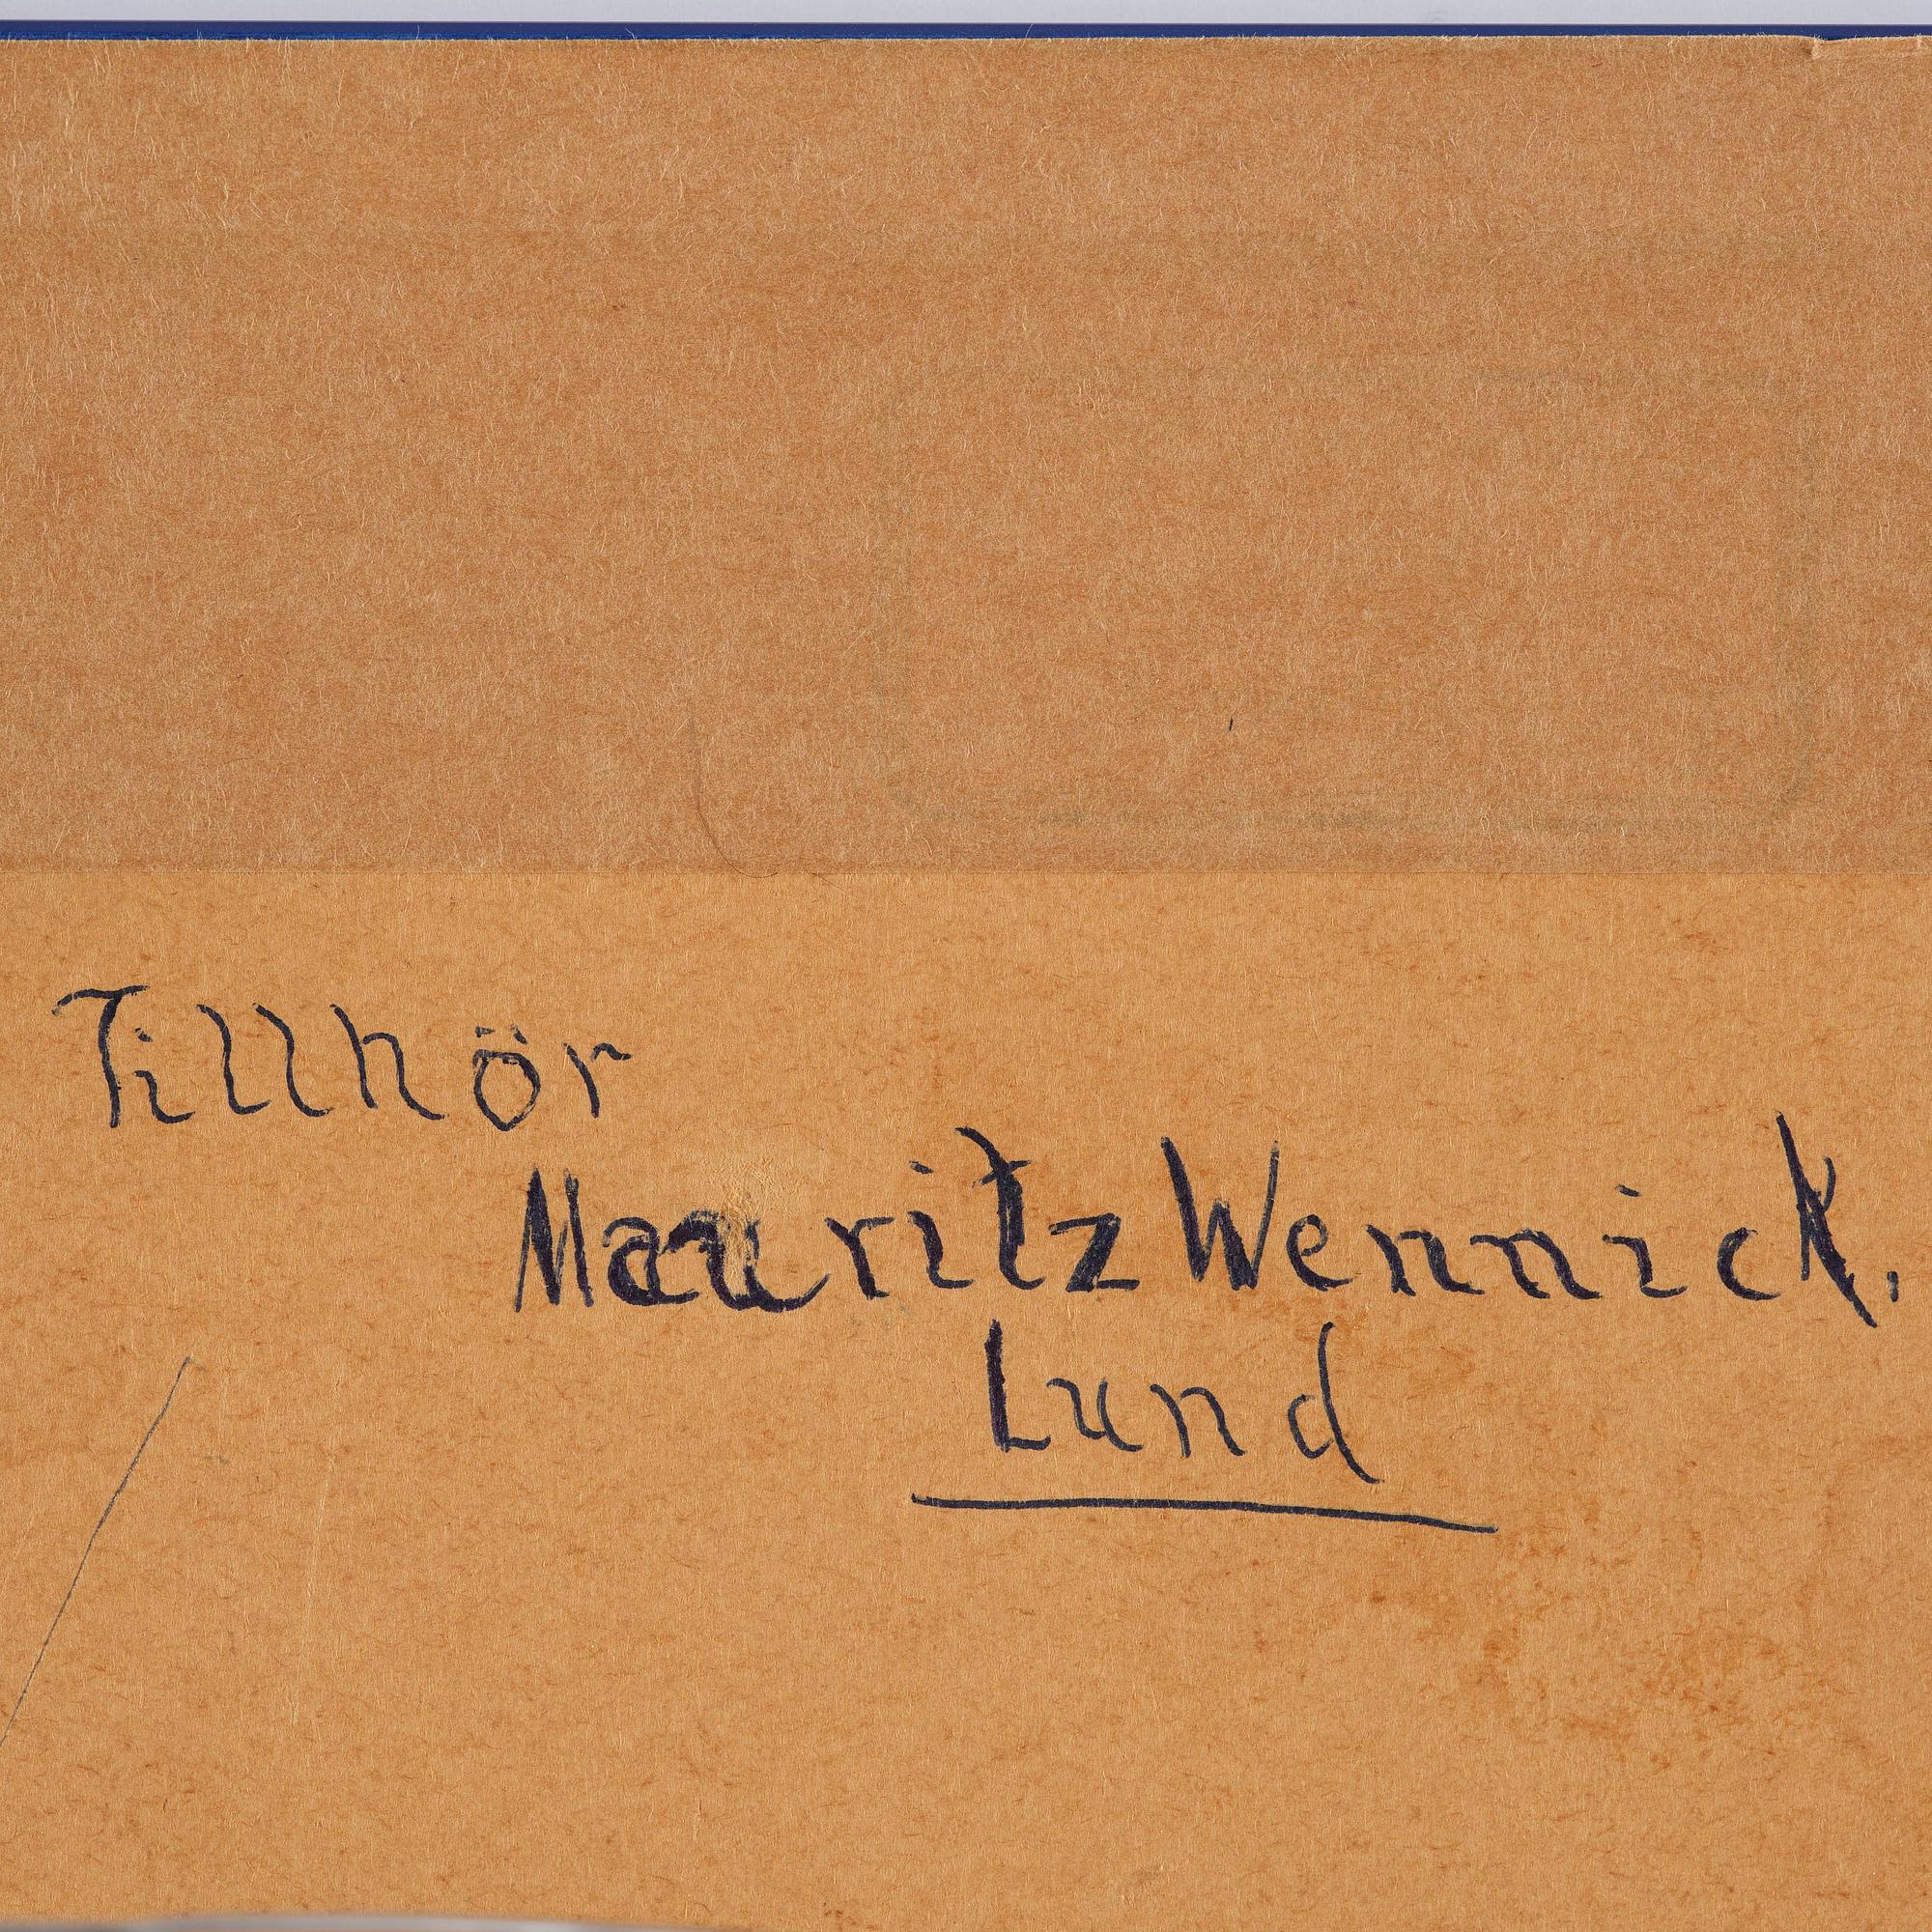 Tillhör
Mauritz Wennick.
Lund